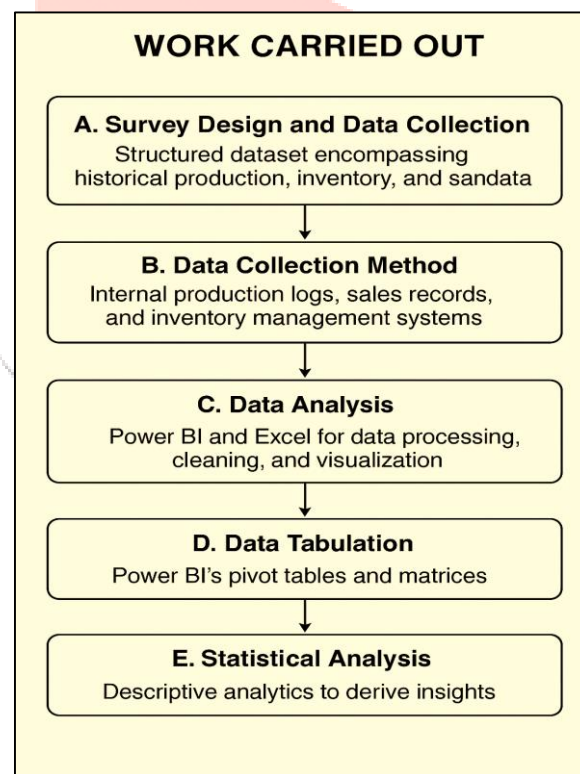 WORK CARRIED OUT
A. Survey Design and Data Collection
Structured dataset encompassing
historical production, inventory, and sandata
B. Data Collection Method
Internal production logs, sales records,
and inventory management systems
C. Data Analysis
Power BI and Excel for data processing,
cleaning, and visualization
D. Data Tabulation
Power BI's pivot tables and matrices
E. Statistical Analysis
Descriptive analytics to derive insights